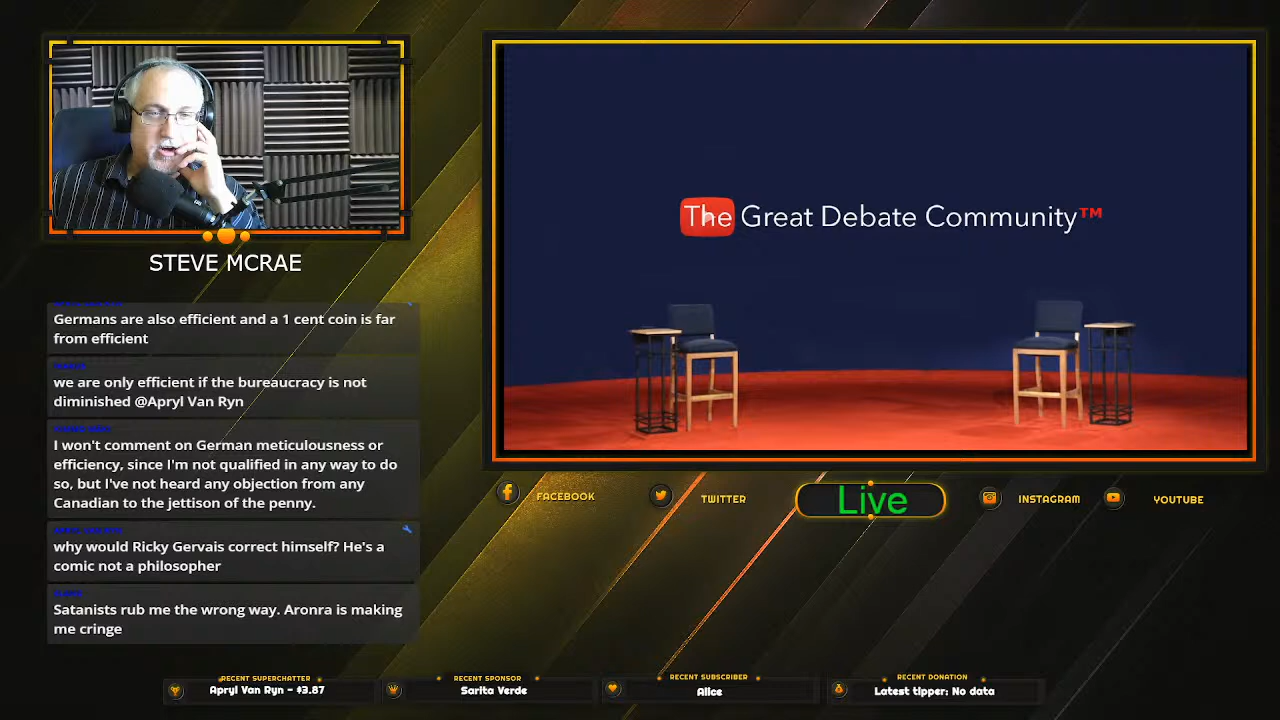 The Great Debate Community™
STEVE MCRAE
Germans are also efficient and a 1 cent coin is far
from efficient
we are only efficient if the bureaucracy is not
diminished @Apryl Van Ryn
I won't comment on German meticulousness or
efficiency, since I'm not qualified in any way to do
so, but I've not heard any objection from any
Canadian to the jettison of the penny.
why would Ricky Gervais correct himself? He's a
comic not a philosopher
Satanists rub me the wrong way. Aronra is making
me cringe
FACEBOOK
TWITTER
Live
INSTAGRAM
YOUTUBE
RECENT SUPERCHATTER
Apryl Van Ryn - $3.87
RECENT SPONSOR
Sarita Verde
RECENT SUBSCRIBER
Alice
RECENT DONATION
Latest tipper: No data